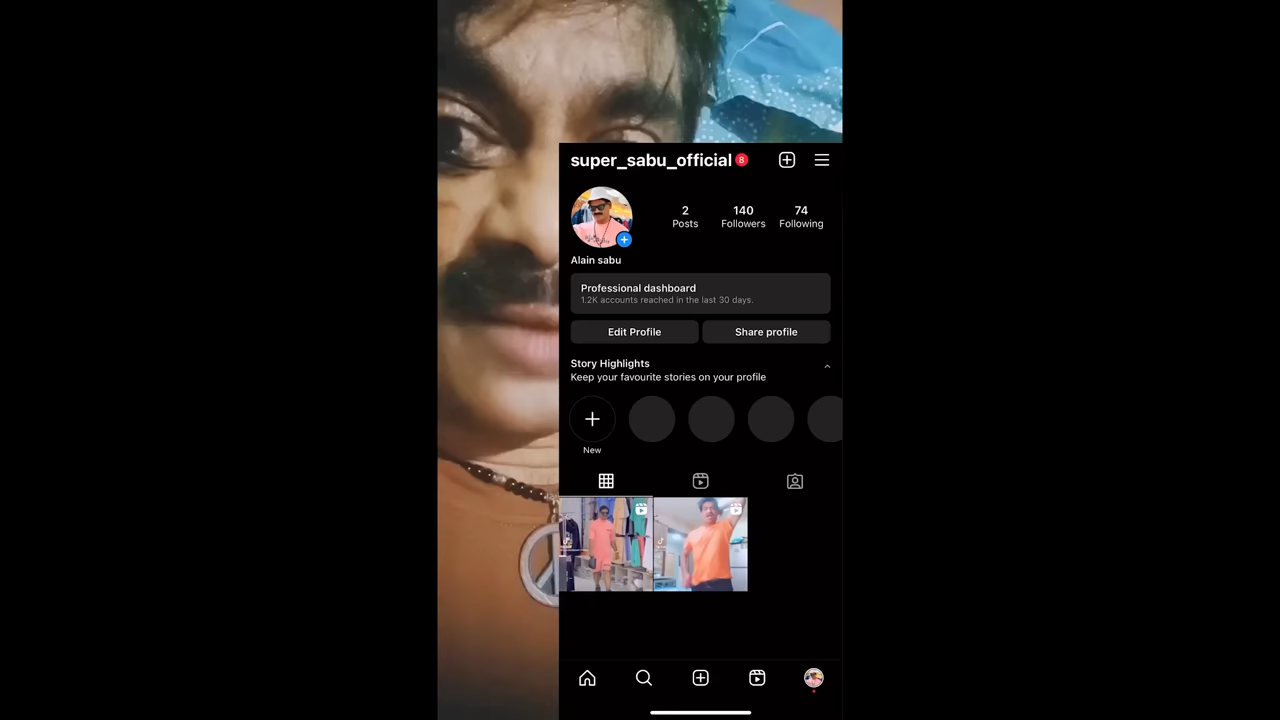 super_sabu_official 8
2 140 74
Posts Followers Following
Alain sabu
Professional dashboard
1.2K accounts reached in the last 30 days.
Edit Profile Share profile
Story Highlights
Keep your favourite stories on your profile
New